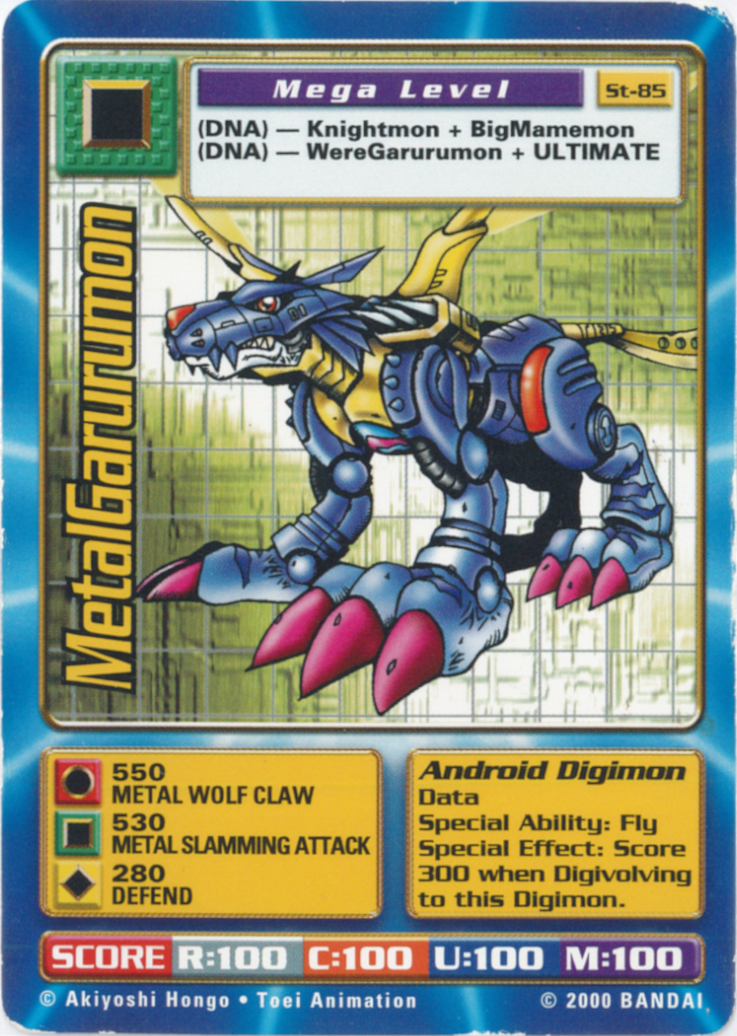 Mega Level
St-85
(DNA) — Knightmon + BigMamemon
(DNA) — WereGarurumon + ULTIMATE
MetalGarurumon
550
METAL WOLF CLAW
530
METAL SLAMMING ATTACK
280
DEFEND
Android Digimon
Data
Special Ability: Fly
Special Effect: Score
300 when Digivolving
to this Digimon.
SCORE R:100 C:100 U:100 M:100
© Akiyoshi Hongo • Toei Animation
© 2000 BANDAI.